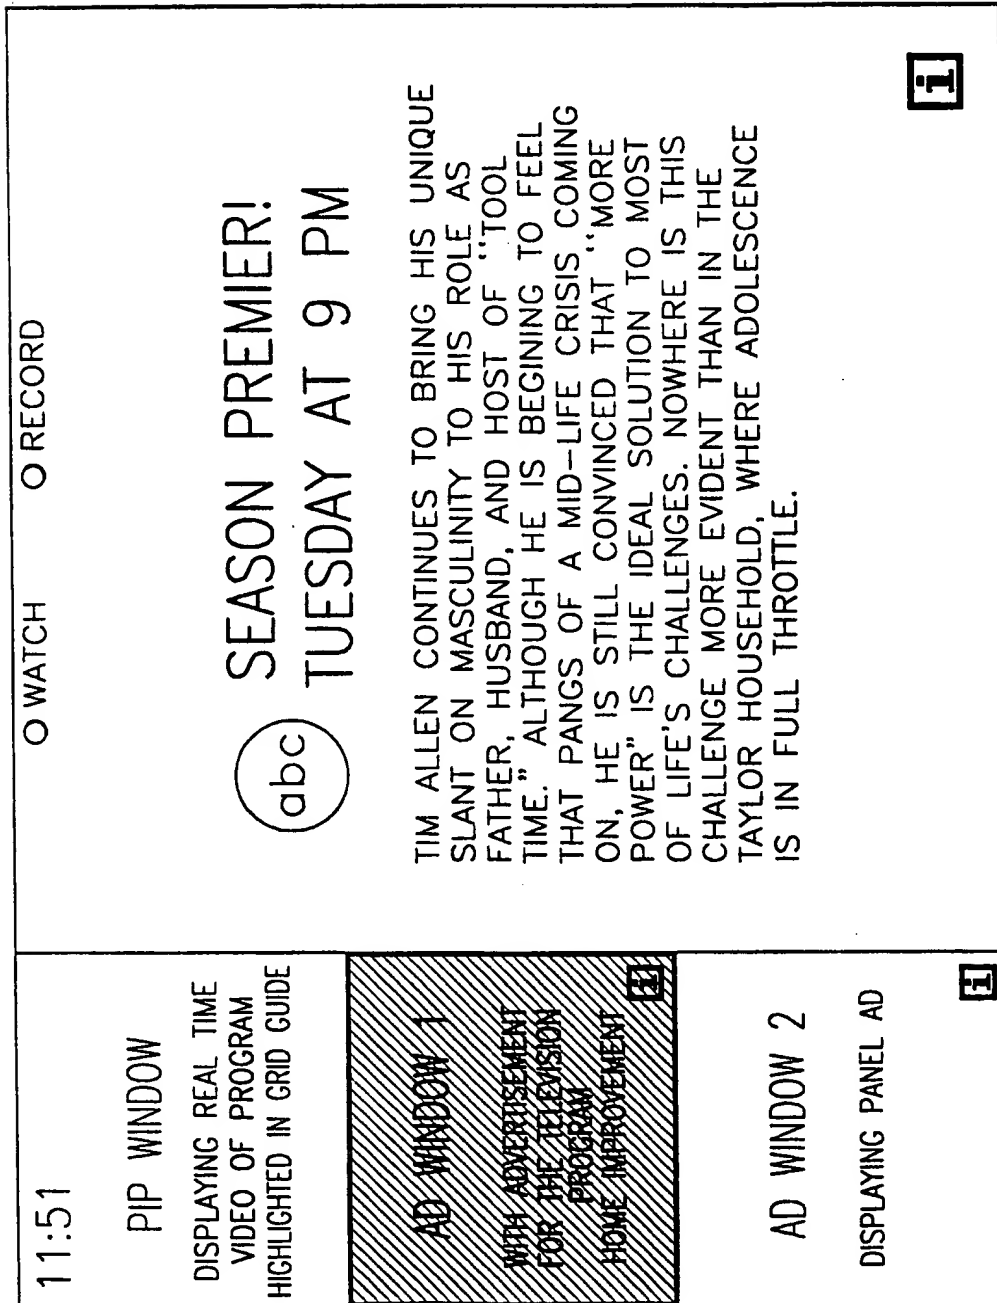 11:51
PIP WINDOW
DISPLAYING REAL TIME
VIDEO OF PROGRAM
HIGHLIGHTED IN GRID GUIDE
AD WINDOW 1
WITH ADVERTISEMENT
FOR THE TELEVISION
PROGRAM
HOME IMPROVEMENT
i
AD WINDOW 2
DISPLAYING PANEL AD
i
O WATCH O RECORD
abc
SEASON PREMIER!
TUESDAY AT 9 PM
TIM ALLEN CONTINUES TO BRING HIS UNIQUE
SLANT ON MASCULINITY TO HIS ROLE AS
FATHER, HUSBAND, AND HOST OF "TOOL
TIME." ALTHOUGH HE IS BEGINING TO FEEL
THAT PANGS OF A MID-LIFE CRISIS COMING
ON, HE IS STILL CONVINCED THAT "MORE
POWER" IS THE IDEAL SOLUTION TO MOST
OF LIFE'S CHALLENGES. NOWHERE IS THIS
CHALLENGE MORE EVIDENT THAN IN THE
TAYLOR HOUSEHOLD, WHERE ADOLESCENCE
IS IN FULL THROTTLE.
i